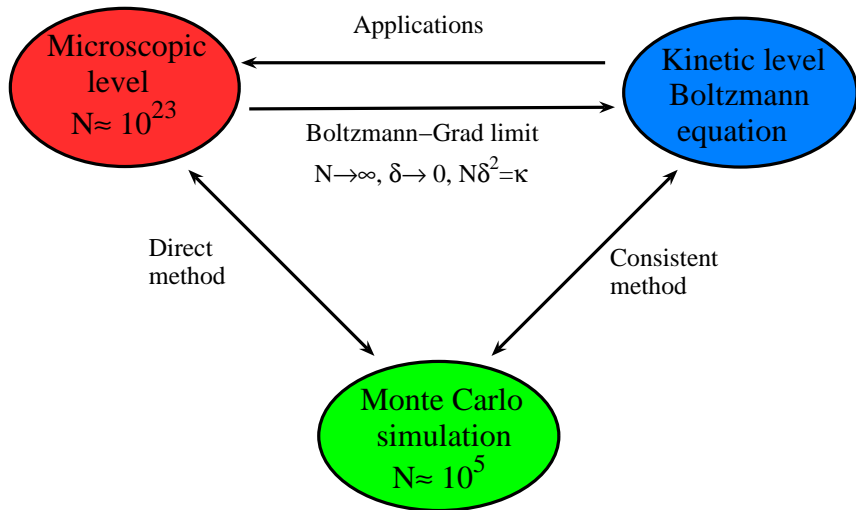 Microscopic
level
N≈ 10^23
Applications
Kinetic level
Boltzmann
equation
Boltzmann−Grad limit
N→∞, δ→ 0, Nδ^2=κ
Direct
method
Consistent
method
Monte Carlo
simulation
N≈ 10^5